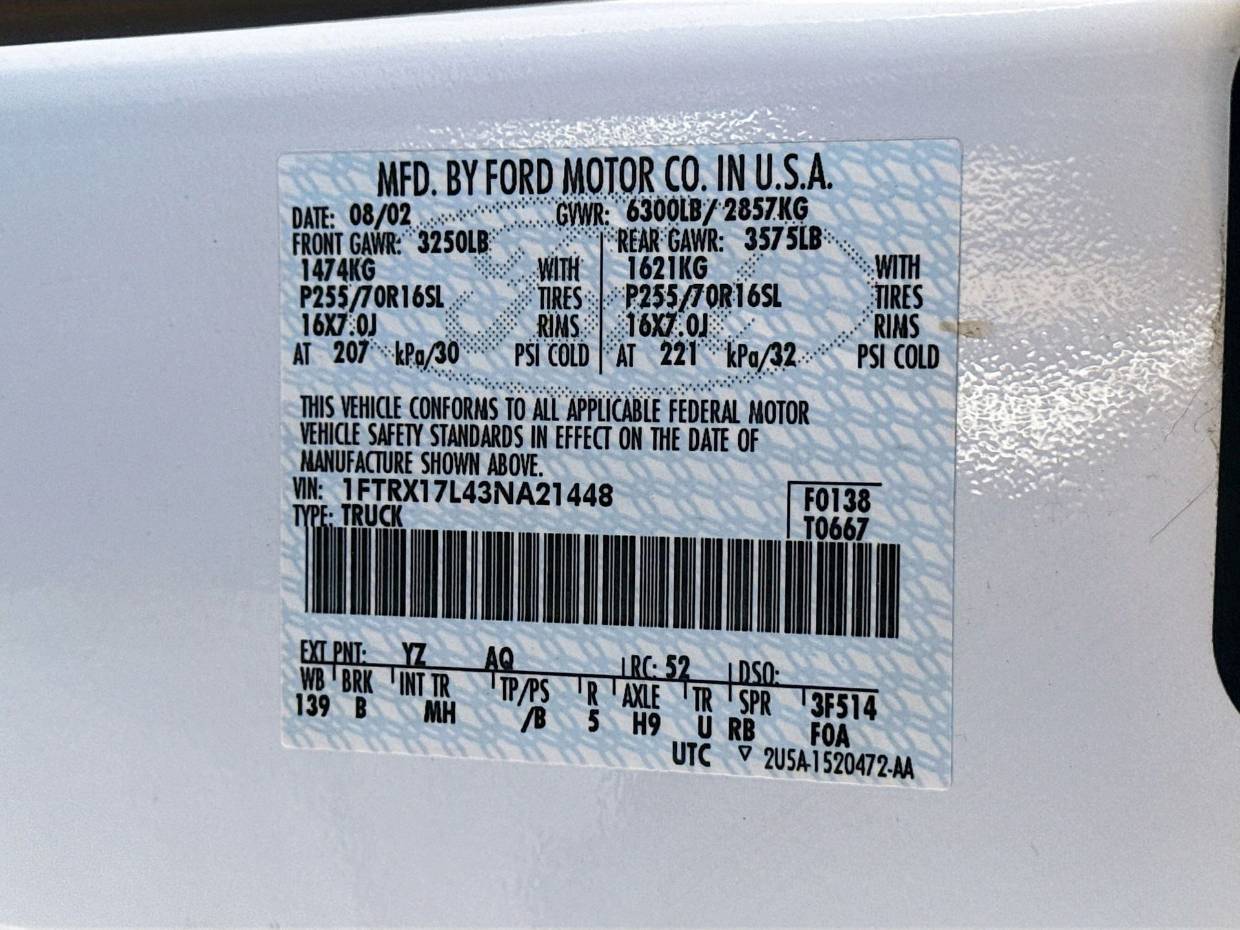 MFD. BY FORD MOTOR CO. IN U.S.A.
DATE: 08/02 GVWR: 6300LB/ 2857KG
FRONT GAWR: 3250LB REAR GAWR: 3575LB
1474KG WITH 1621KG WITH
P255/70R16SL TIRES P255/70R16SL TIRES
16X7.0J RIMS 16X7.0J RIMS
AT 207 kPa/30 PSI COLD AT 221 kPa/32 PSI COLD
THIS VEHICLE CONFORMS TO ALL APPLICABLE FEDERAL MOTOR
VEHICLE SAFETY STANDARDS IN EFFECT ON THE DATE OF
MANUFACTURE SHOWN ABOVE.
VIN: 1FTRX17L43NA21448 F0138
TYPE: TRUCK T0667
EXT PNT: YZ AQ RC: 52 DSO:
WB BRK INT TR TP/PS R AXLE TR SPR 3F514
139 B MH /B 5 H9 U RB F0A
UTC ▽ 2U5A-1520472-AA